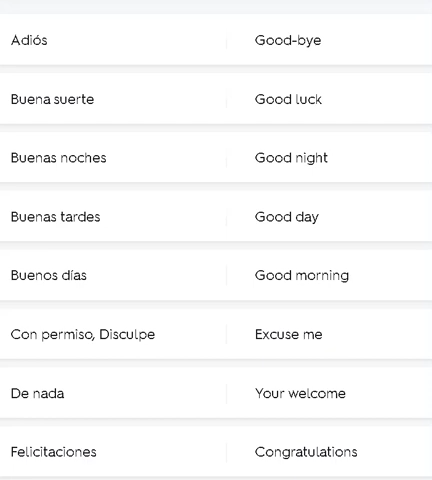 Adiós Good-bye
Buena suerte Good luck
Buenas noches Good night
Buenas tardes Good day
Buenos días Good morning
Con permiso, Disculpe Excuse me
De nada Your welcome
Felicitaciones Congratulations